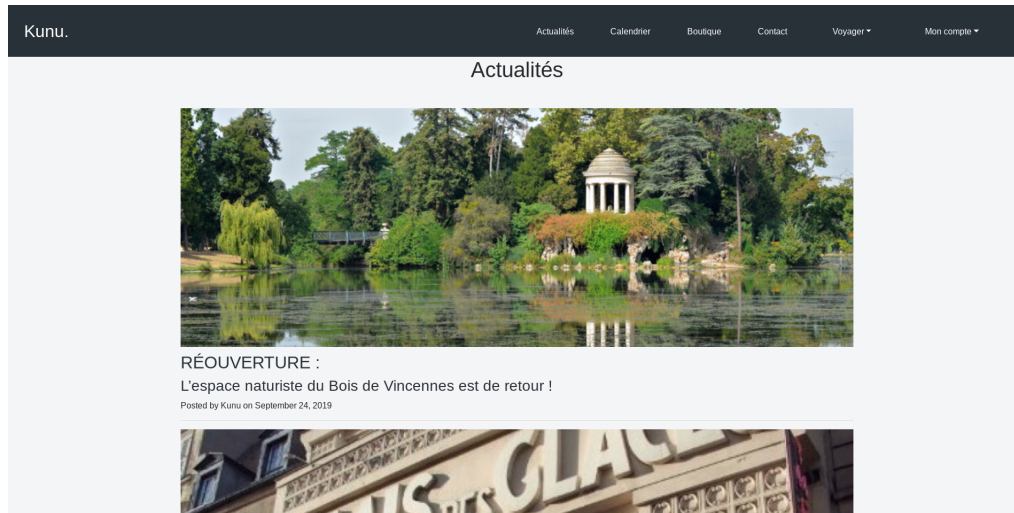 Kunu.
Actualités Calendrier Boutique Contact Voyager Mon compte
Actualités
RÉOUVERTURE :
L'espace naturiste du Bois de Vincennes est de retour !
Posted by Kunu on September 24, 2019